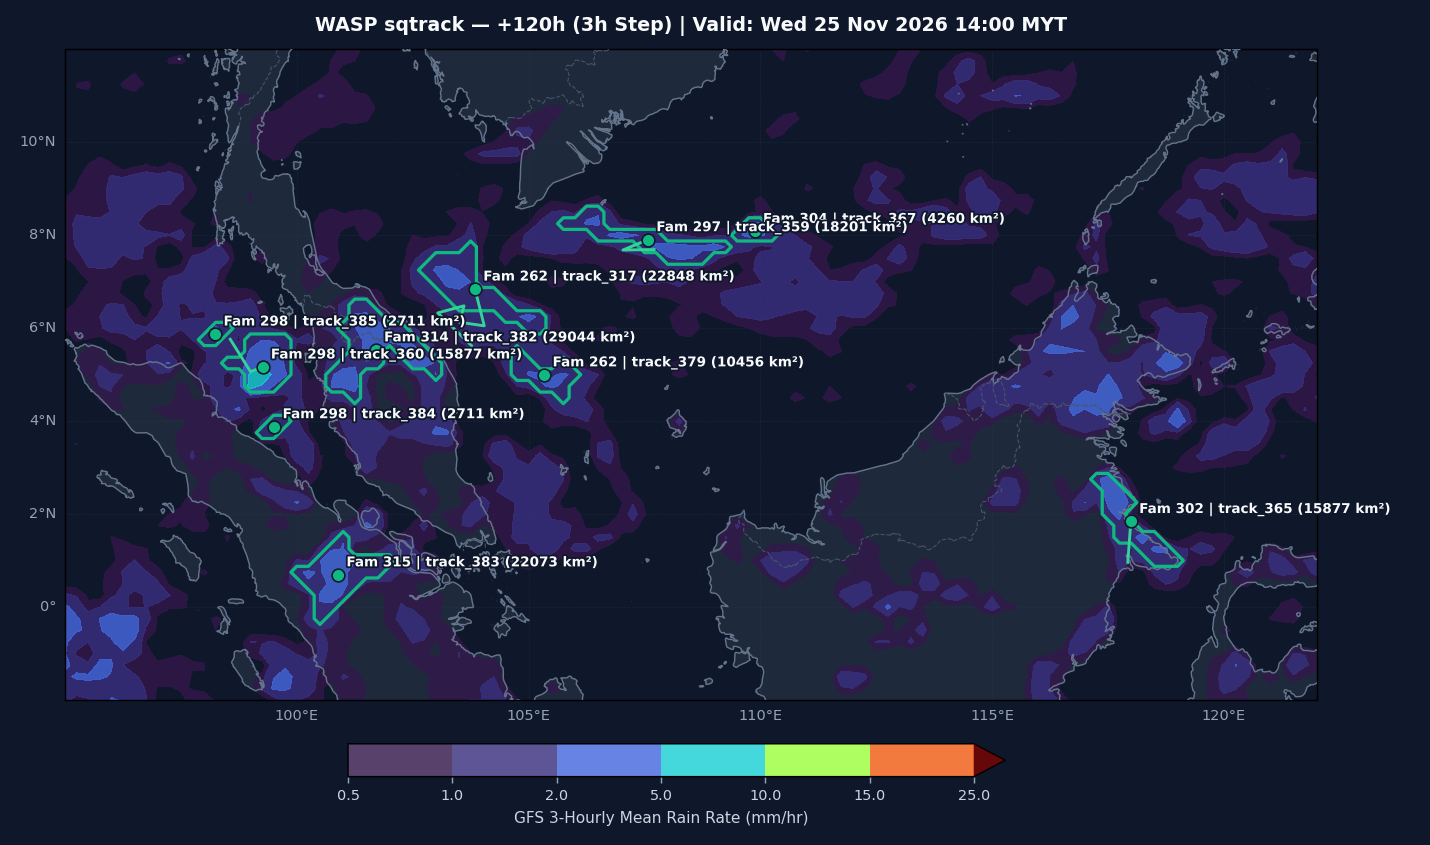 WASP sqtrack — +120h (3h Step) | Valid: Wed 25 Nov 2026 14:00 MYT
10°N
8°N
6°N
4°N
2°N
0°
Fam 304 | track_367 (4260 km²)
Fam 297 | track_359 (18201 km²)
Fam 262 | track_317 (22848 km²)
Fam 298 | track_385 (2711 km²)
Fam 314 | track_382 (29044 km²)
Fam 298 | track_360 (15877 km²)
Fam 262 | track_379 (10456 km²)
Fam 298 | track_384 (2711 km²)
Fam 302 | track_365 (15877 km²)
Fam 315 | track_383 (22073 km²)
100°E 105°E 110°E 115°E 120°E
0.5 1.0 2.0 5.0 10.0 15.0 25.0
GFS 3-Hourly Mean Rain Rate (mm/hr)